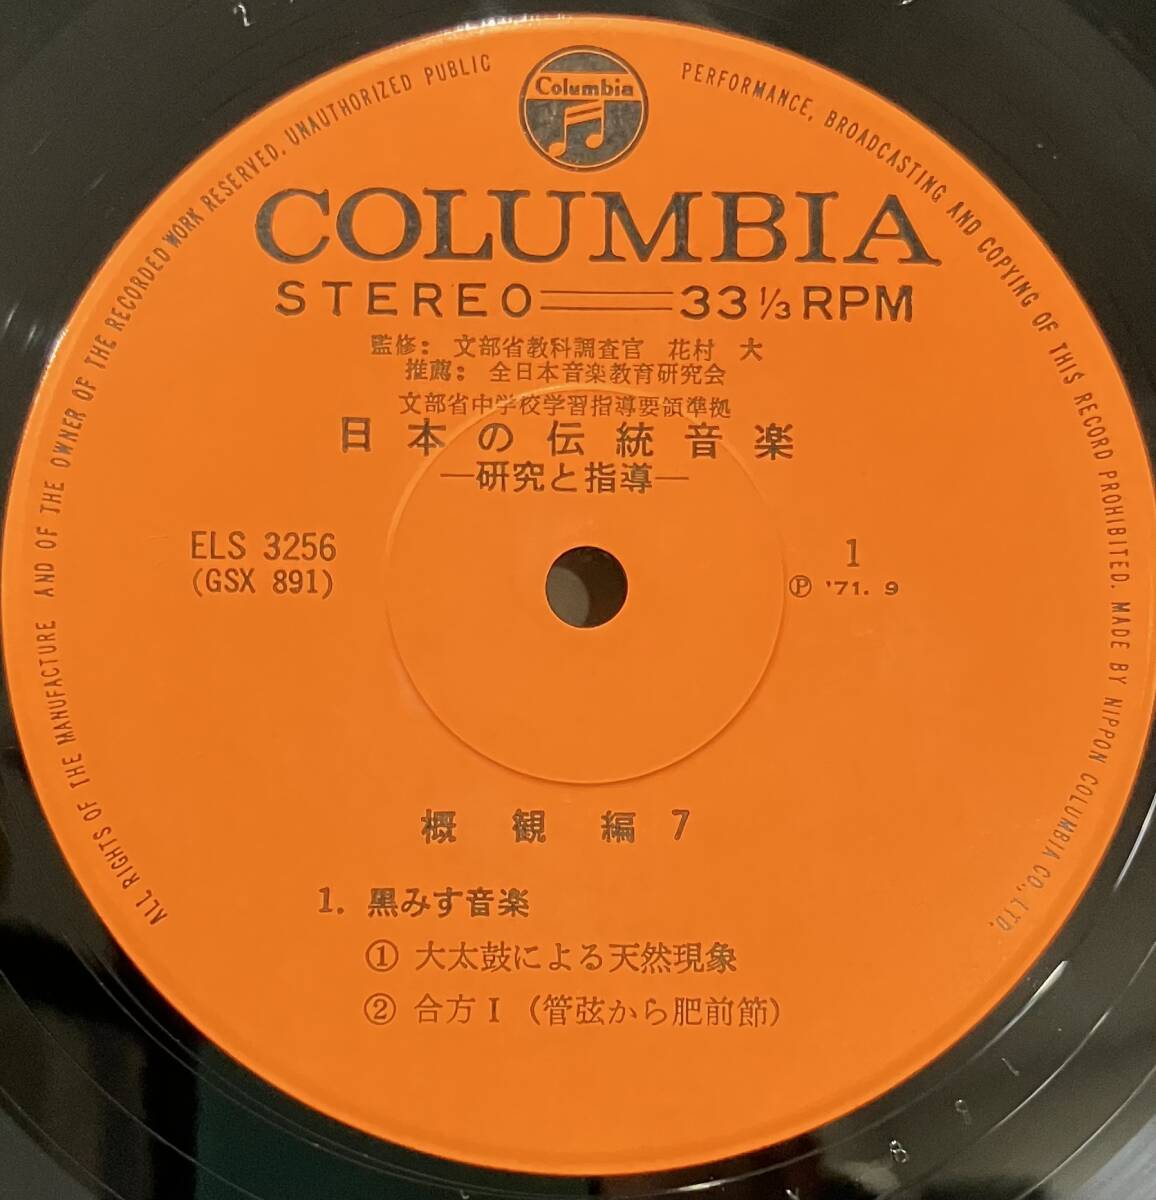 Columbia
COLUMBIA
STEREO 33 1/3 RPM
監修: 文部省教科調査官 花村 大
推薦: 全日本音楽教育研究会
文部省中学校学習指導要領準拠
日本の伝統音楽
—研究と指導—
ELS 3256
(GSX 891)
1
Ⓟ '71. 9
概観編 7
1. 黒みす音楽
① 大太鼓による天然現象
② 合方 I (管弦から肥前節)
ALL RIGHTS OF THE MANUFACTURE AND OF THE OWNER OF THE RECORDED WORK RESERVED. UNAUTHORIZED PUBLIC PERFORMANCE, BROADCASTING AND COPYING OF THIS RECORD PROHIBITED. MADE BY NIPPON COLUMBIA CO., LTD.